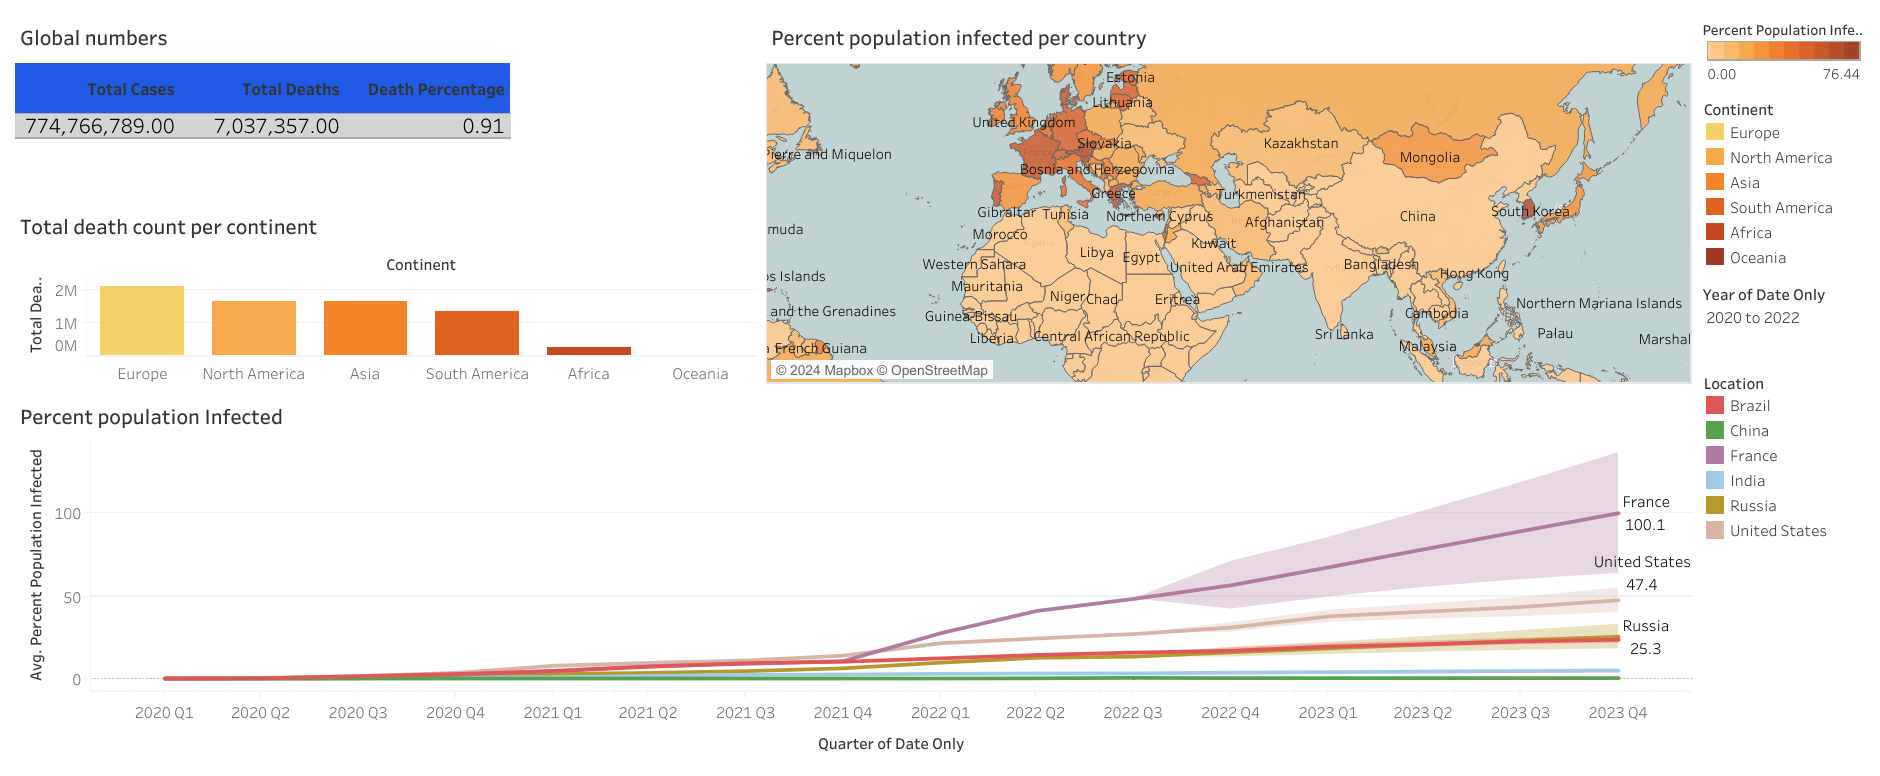 Global numbers
Total Cases Total Deaths Death Percentage
774,766,789.00 7,037,357.00 0.91
Total death count per continent
Continent
Total Dea..
2M
1M
0M
Europe North America Asia South America Africa Oceania
Percent population infected per country
Estonia
Lithuania
United Kingdom
Slovakia
Kazakhstan
Pierre and Miquelon
France
Mongolia
Bosnia and Herzegovina
Spain
Greece
Turkey
Turkmenistan
Gibraltar
Tunisia
Northern Cyprus
Afghanistan
China
South Korea
muda
Morocco
Algeria
Kuwait
Libya
Egypt
Western Sahara
United Arab Emirates
Bangladesh
Hong Kong
os Islands
Mauritania
Niger
Chad
Eritrea
Northern Mariana Islands
and the Grenadines
Guinea-Bissau
Cambodia
Liberia
Central African Republic
Sri Lanka
Palau
Marshal
French Guiana
Malaysia
© 2024 Mapbox © OpenStreetMap
Percent Population Infe..
0.00 76.44
Continent
Europe
North America
Asia
South America
Africa
Oceania
Year of Date Only
2020 to 2022
Location
Brazil
China
France
India
Russia
United States
Percent population Infected
Avg. Percent Population Infected
100
50
0
France
100.1
United States
47.4
Russia
25.3
2020 Q1 2020 Q2 2020 Q3 2020 Q4 2021 Q1 2021 Q2 2021 Q3 2021 Q4 2022 Q1 2022 Q2 2022 Q3 2022 Q4 2023 Q1 2023 Q2 2023 Q3 2023 Q4
Quarter of Date Only